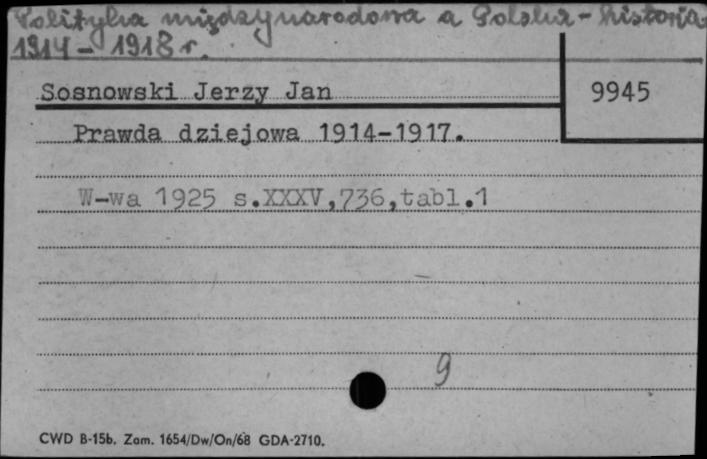 Polityka międzynarodowa a Polska - historia
1914 - 1918 r.
Sosnowski Jerzy Jan
9945
Prawda dziejowa 1914-1917.
W-wa 1925 s.XXXV,736,tabl.1
9
CWD B-15b. Zam. 1654/Dw/On/68 GDA-2710.